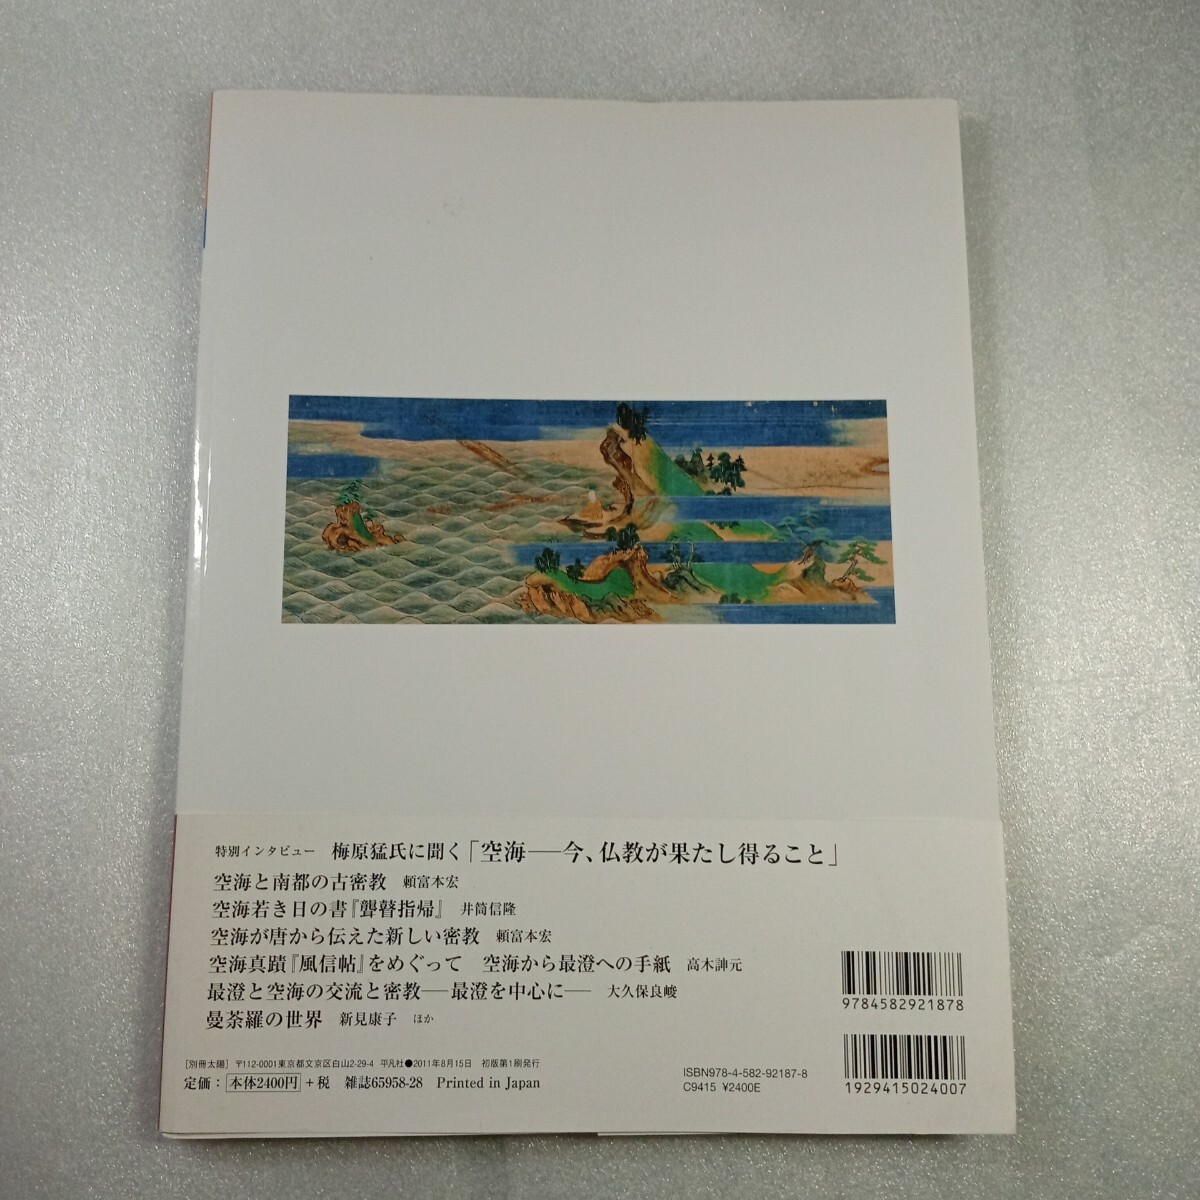 特別インタビュー 梅原猛氏に聞く「空海──今、仏教が果たし得ること」
空海と南都の古密教 頼富本宏
空海若き日の書『聾瞽指帰』 井筒信隆
空海が唐から伝えた新しい密教 頼富本宏
空海真蹟『風信帖』をめぐって 空海から最澄への手紙 高木訷元
最澄と空海の交流と密教──最澄を中心に── 大久保良峻
曼荼羅の世界 新見康子 ほか
[別冊太陽] 〒112-0001東京都文京区白山2-29-4 平凡社●2011年8月15日 初版第1刷発行
定価：本体2400円+税 雑誌65958-28 Printed in Japan
ISBN978-4-582-92187-8
C9415 ¥2400E
9784582921878
1929415024007